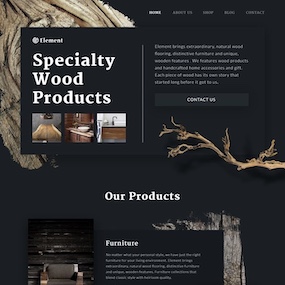 HOME ABOUT US SHOP BLOG CONTACT
Element
Specialty
Wood
Products
Element brings extraordinary, natural wood
flooring, distinctive furniture and unique,
wooden features . We features wood products
and handcrafted home accessories and gift.
Each piece of wood has its own story that
started long before it got to us.
CONTACT US
Our Products
Furniture
No matter what your personal style, we have just the right
furniture for your living environment. Element brings
extraordinary, natural wood flooring, distinctive furniture
and unique, wooden features. Furniture collections that
blend classic style with heirloom quality.